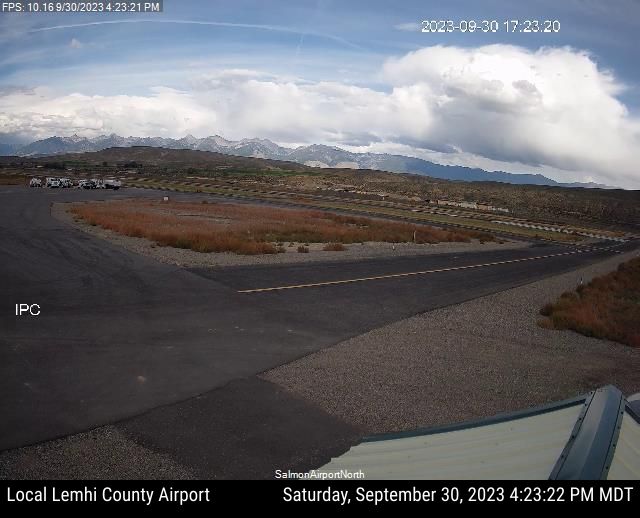 FPS: 10.16 9/30/2023 4:23:21 PM
2023-09-30 17:23:20
IPC
SalmonAirportNorth
Local Lemhi County Airport
Saturday, September 30, 2023 4:23:22 PM MDT